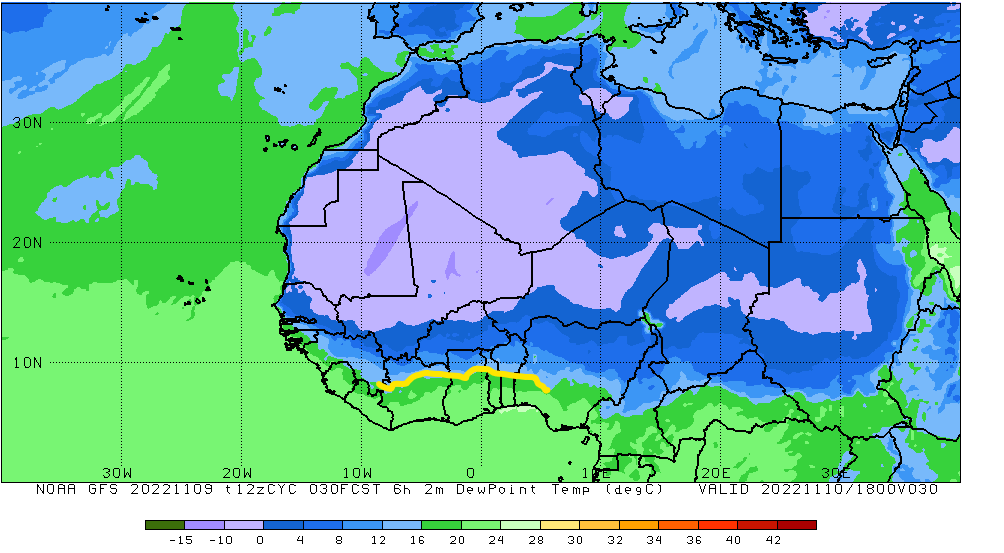 30N
20N
10N
30W 20W 10W 0 10E 20E 30E
NOAA GFS 20221109 t12zCYC 030FCST 6h 2m DewPoint Temp (degC) VALID 20221110/1800V030
-15 -10 0 4 8 12 16 20 24 28 30 32 34 36 40 42